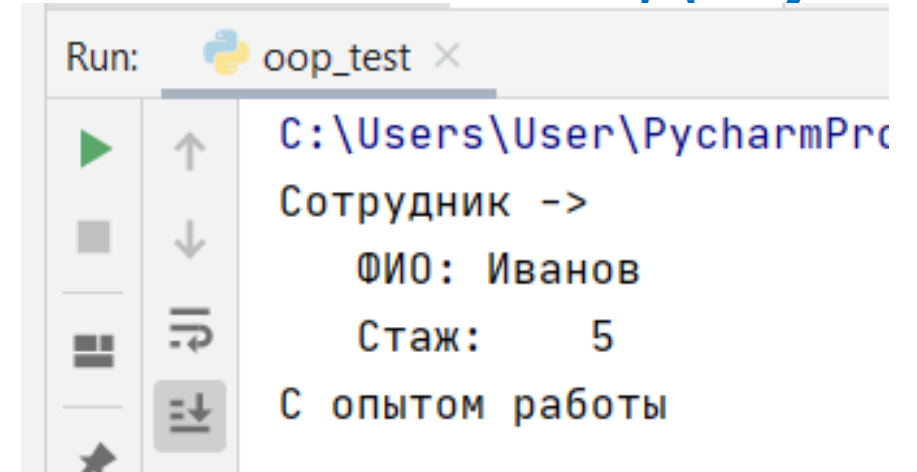 Run: oop_test
C:\Users\User\PycharmPro
Сотрудник ->
ФИО: Иванов
Стаж: 5
С опытом работы